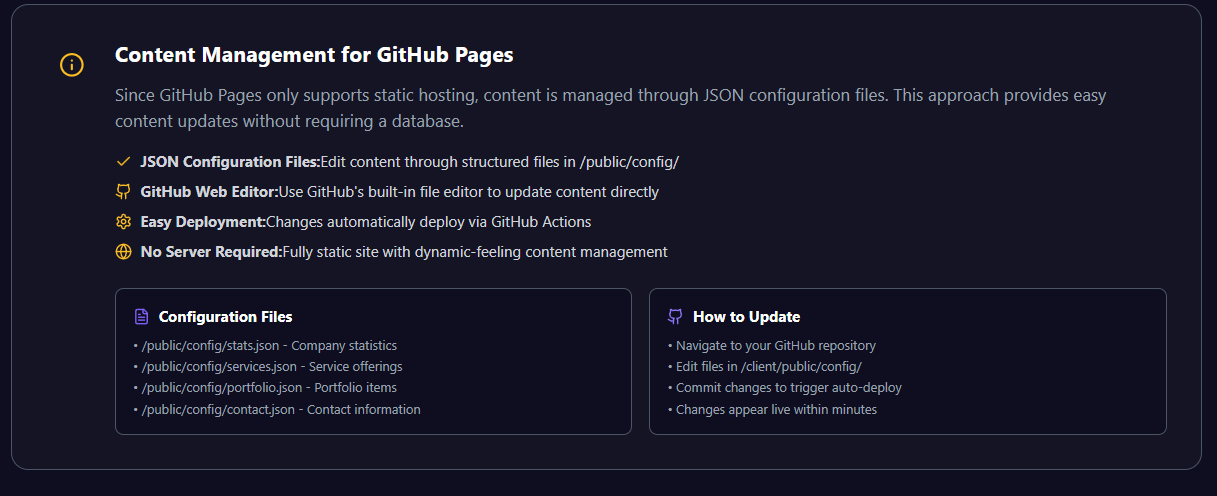 Content Management for GitHub Pages
Since GitHub Pages only supports static hosting, content is managed through JSON configuration files. This approach provides easy
content updates without requiring a database.
JSON Configuration Files:Edit content through structured files in /public/config/
GitHub Web Editor:Use GitHub's built-in file editor to update content directly
Easy Deployment:Changes automatically deploy via GitHub Actions
No Server Required:Fully static site with dynamic-feeling content management
Configuration Files
• /public/config/stats.json - Company statistics
• /public/config/services.json - Service offerings
• /public/config/portfolio.json - Portfolio items
• /public/config/contact.json - Contact information
How to Update
• Navigate to your GitHub repository
• Edit files in /client/public/config/
• Commit changes to trigger auto-deploy
• Changes appear live within minutes